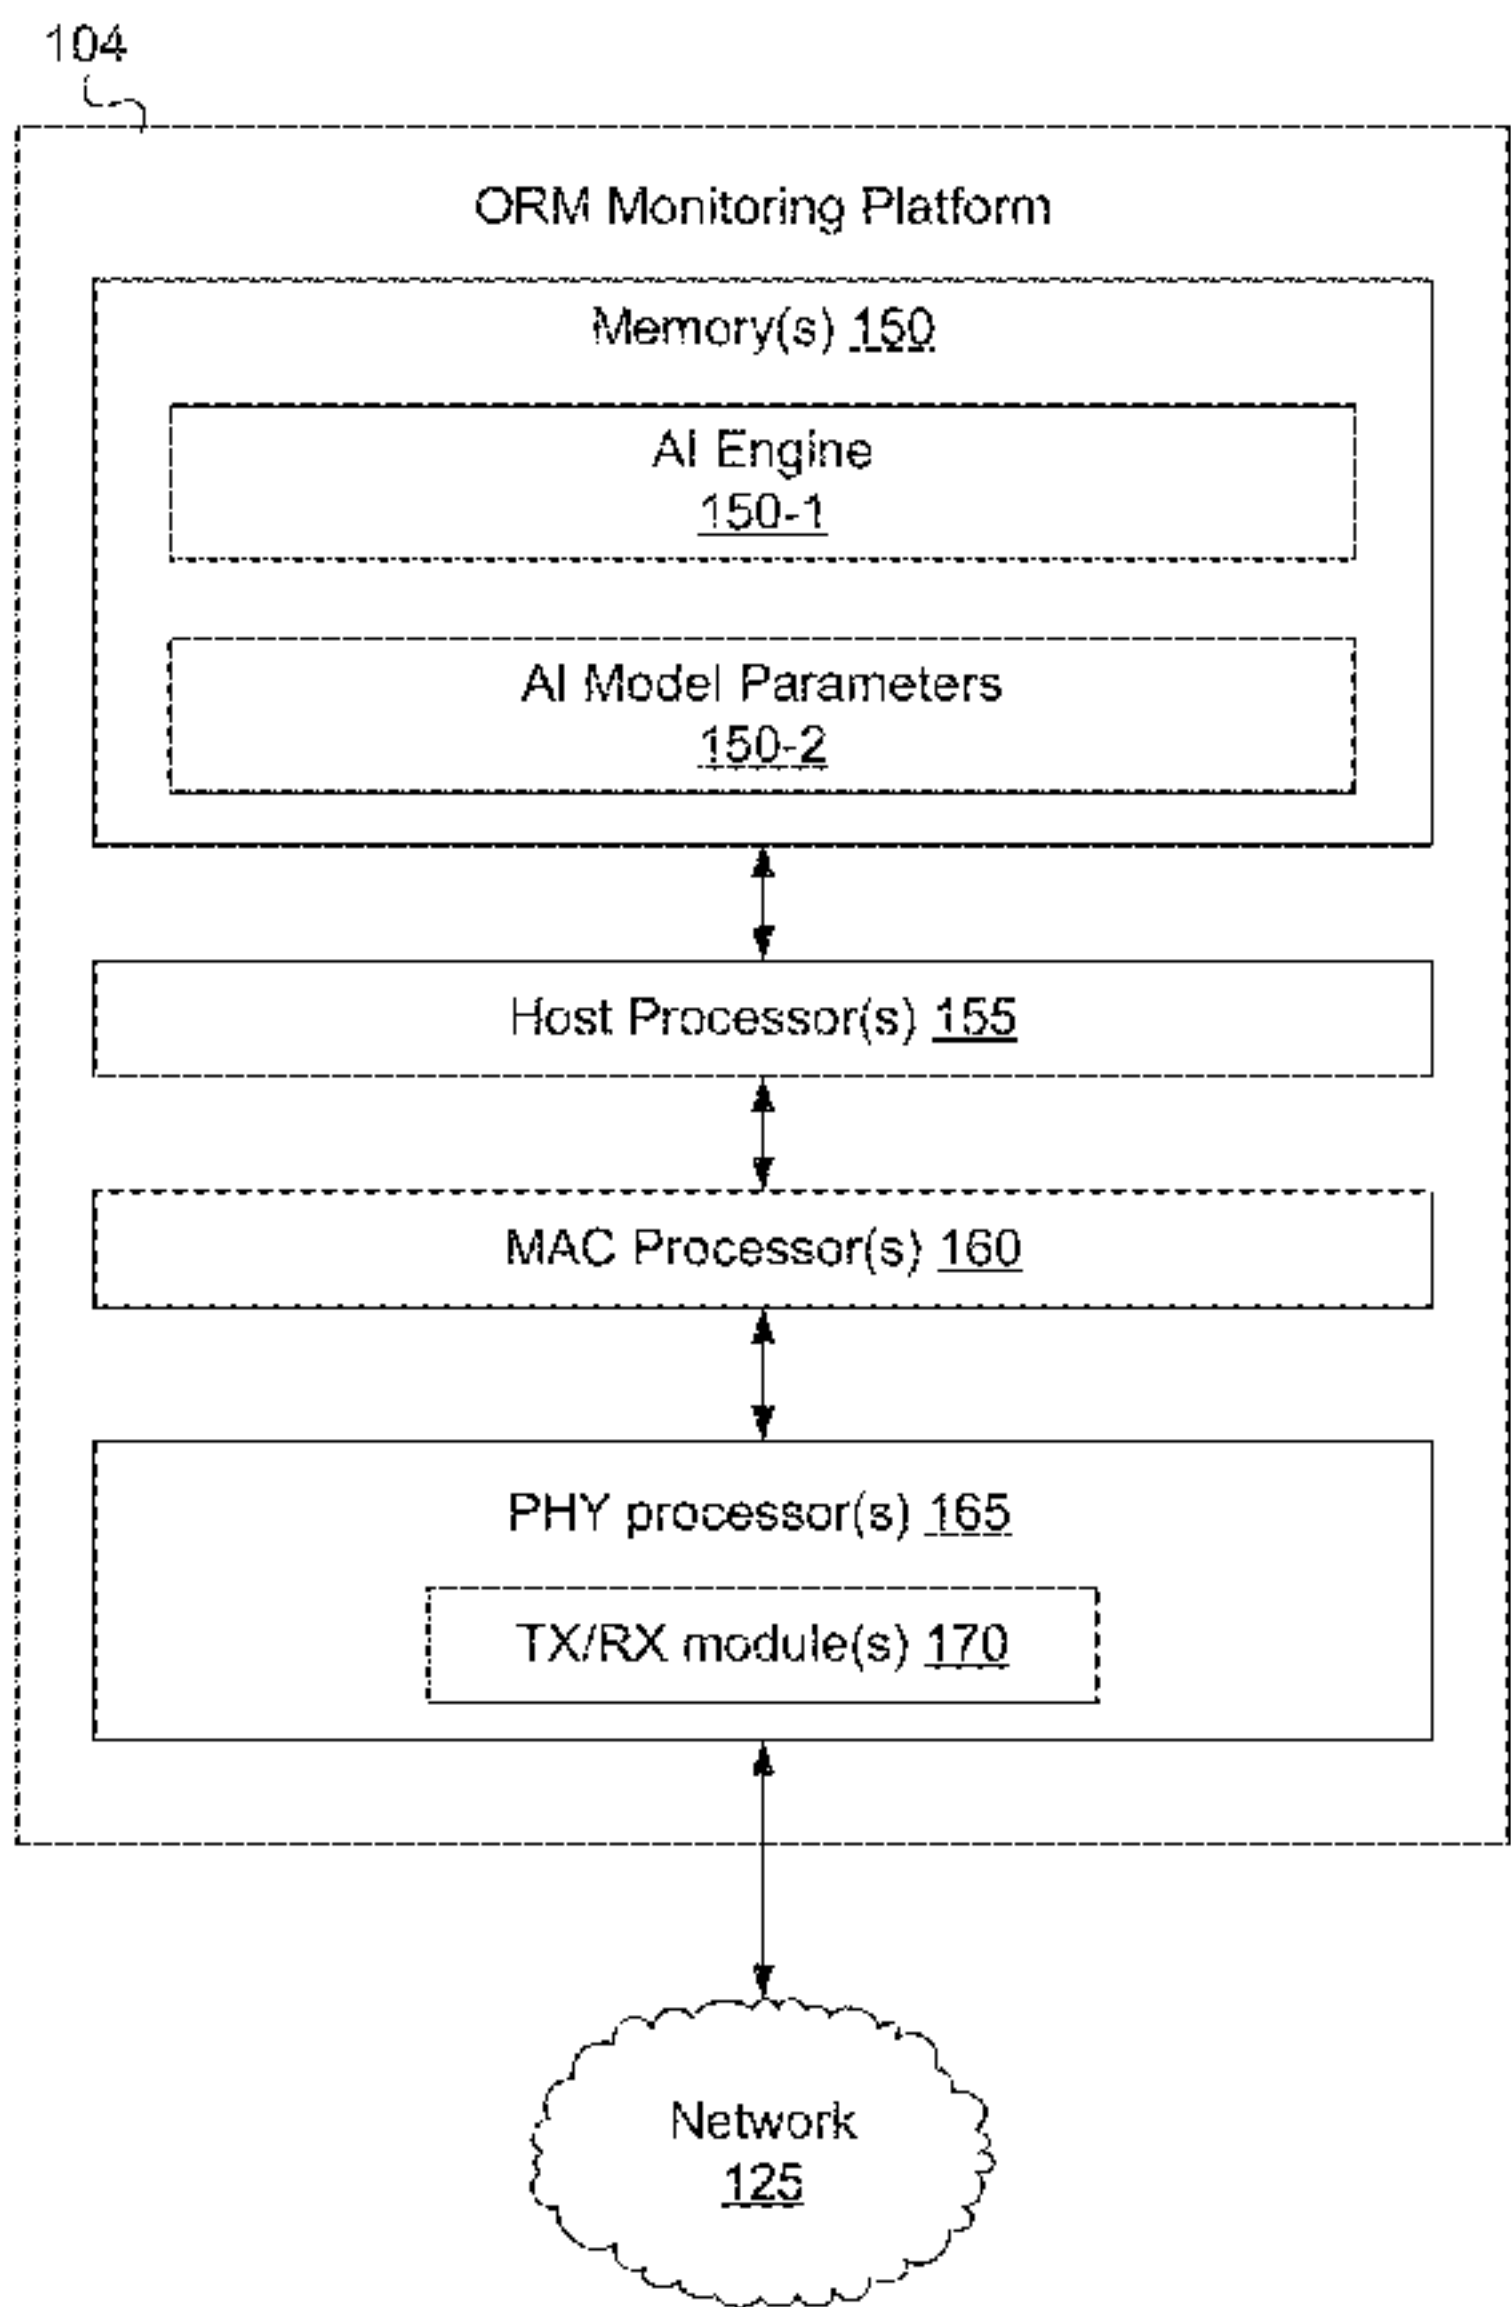 104
ORM Monitoring Platform
Memory(s) 150
AI Engine
150-1
AI Model Parameters
150-2
Host Processor(s) 155
MAC Processor(s) 160
PHY processor(s) 165
TX/RX module(s) 170
Network
125